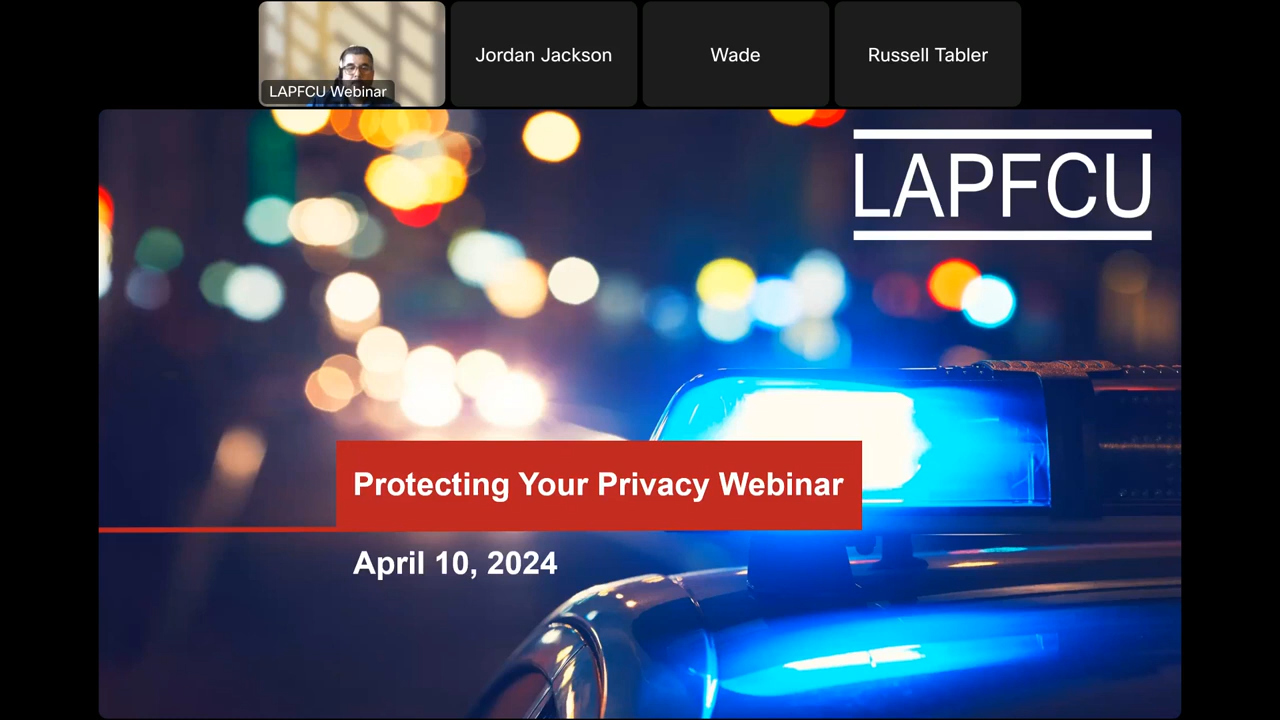 LAPFCU Webinar
Jordan Jackson
Wade
Russell Tabler
LAPFCU
Protecting Your Privacy Webinar
April 10, 2024